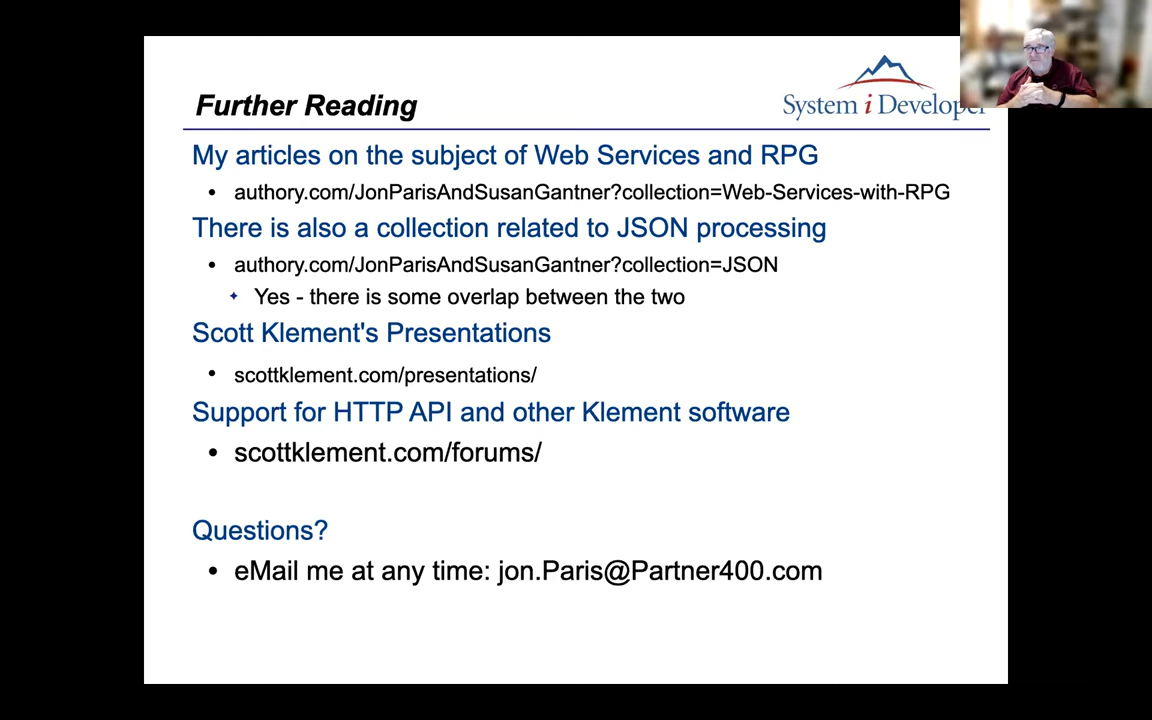 Further Reading
System i Developer
My articles on the subject of Web Services and RPG
• authory.com/JonParisAndSusanGantner?collection=Web-Services-with-RPG
There is also a collection related to JSON processing
• authory.com/JonParisAndSusanGantner?collection=JSON
✦ Yes - there is some overlap between the two
Scott Klement's Presentations
• scottklement.com/presentations/
Support for HTTP API and other Klement software
• scottklement.com/forums/
Questions?
• eMail me at any time: jon.Paris@Partner400.com